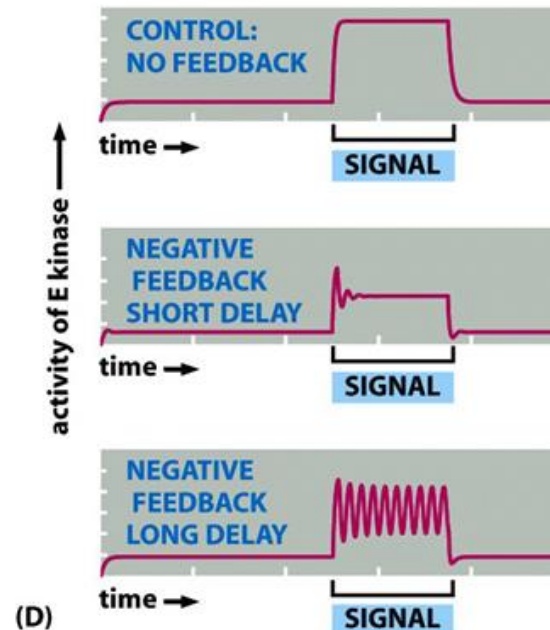 CONTROL:
NO FEEDBACK
time →
SIGNAL
NEGATIVE
FEEDBACK
SHORT DELAY
time →
SIGNAL
NEGATIVE
FEEDBACK
LONG DELAY
time →
SIGNAL
activity of E kinase →
(D)